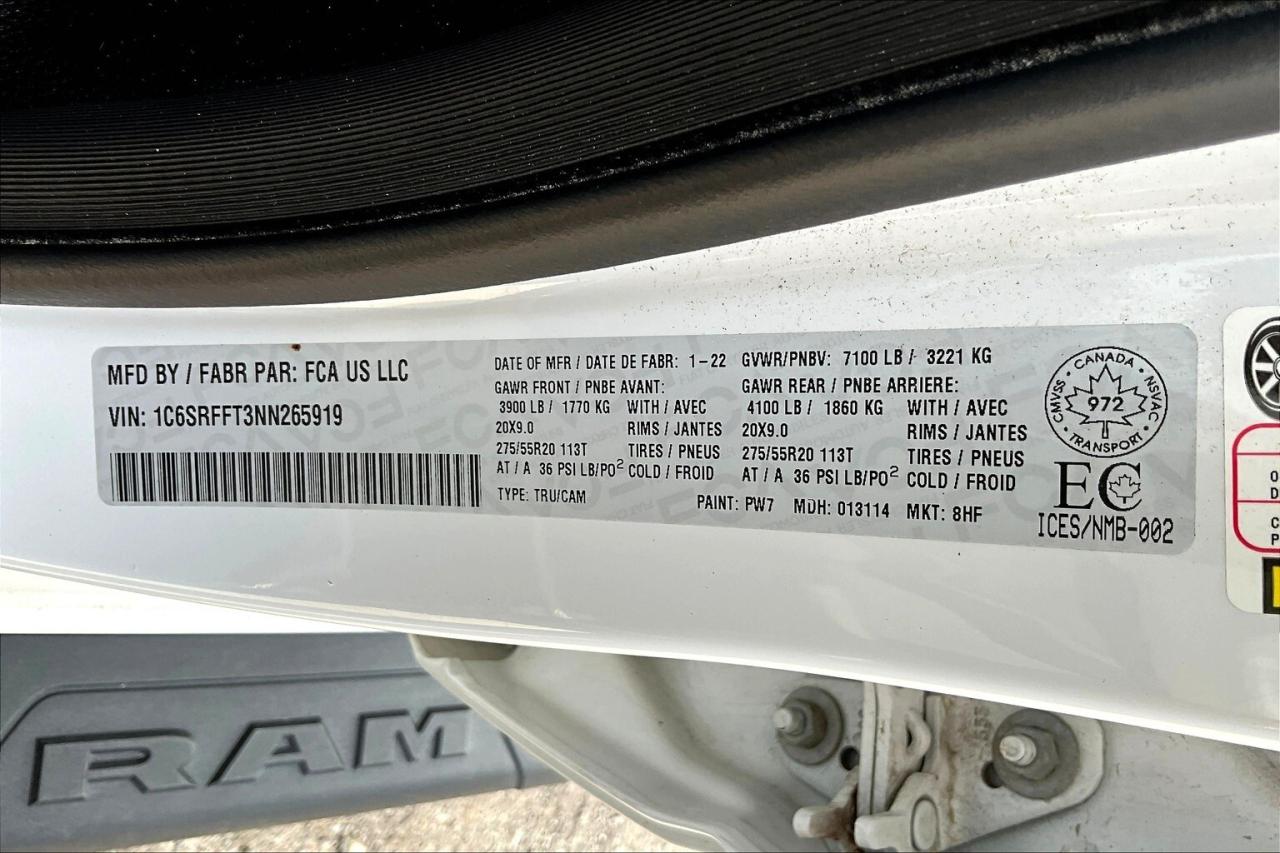 MFD BY / FABR PAR: FCA US LLC
VIN: 1C6SRFFT3NN265919
DATE OF MFR / DATE DE FABR: 1-22 GVWR/PNBV: 7100 LB / 3221 KG
GAWR FRONT / PNBE AVANT: GAWR REAR / PNBE ARRIERE:
3900 LB / 1770 KG WITH / AVEC 4100 LB / 1860 KG WITH / AVEC
20X9.0 RIMS / JANTES 20X9.0 RIMS / JANTES
275/55R20 113T TIRES / PNEUS 275/55R20 113T TIRES / PNEUS
AT / A 36 PSI LB/PO² COLD / FROID AT / A 36 PSI LB/PO² COLD / FROID
TYPE: TRU/CAM PAINT: PW7 MDH: 013114 MKT: 8HF
CANADA
CMVSS 972 NSVAC
TRANSPORT
EC
ICES/NMB-002
RAM